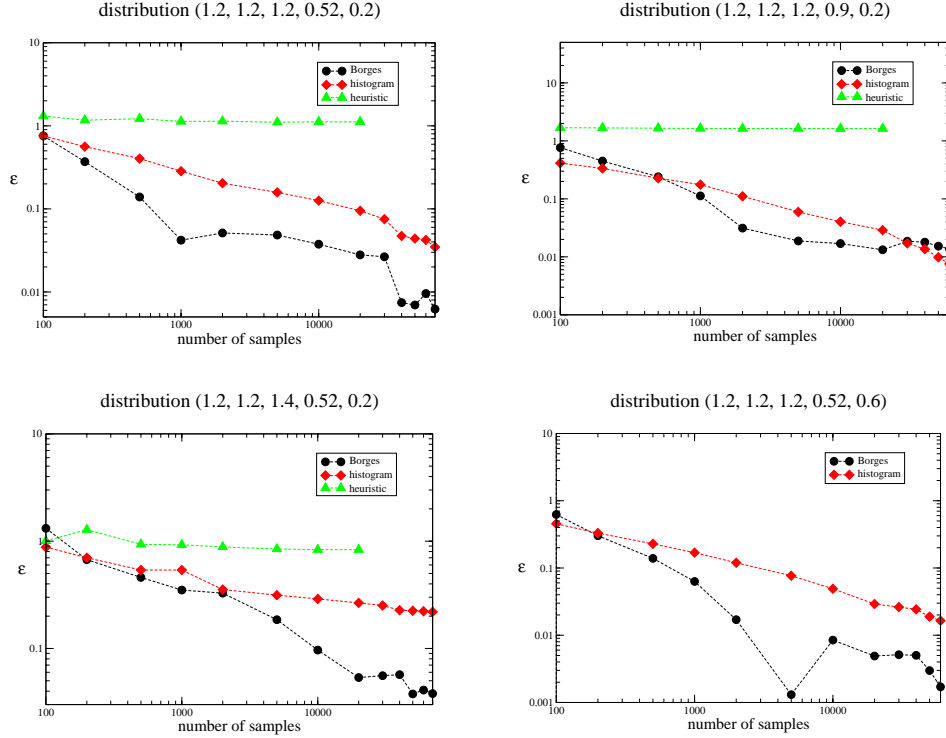 distribution (1.2, 1.2, 1.2, 0.52, 0.2)
10
1
0.1
0.01
ε
100
1000
10000
number of samples
Borges
histogram
heuristic
distribution (1.2, 1.2, 1.2, 0.9, 0.2)
10
1
0.1
0.01
0.001
100
1000
10000
number of samples
Borges
histogram
heuristic
distribution (1.2, 1.2, 1.4, 0.52, 0.2)
10
1
0.1
ε
100
1000
10000
number of samples
Borges
histogram
heuristic
distribution (1.2, 1.2, 1.2, 0.52, 0.6)
10
1
0.1
0.01
0.001
ε
100
1000
10000
number of samples
Borges
histogram